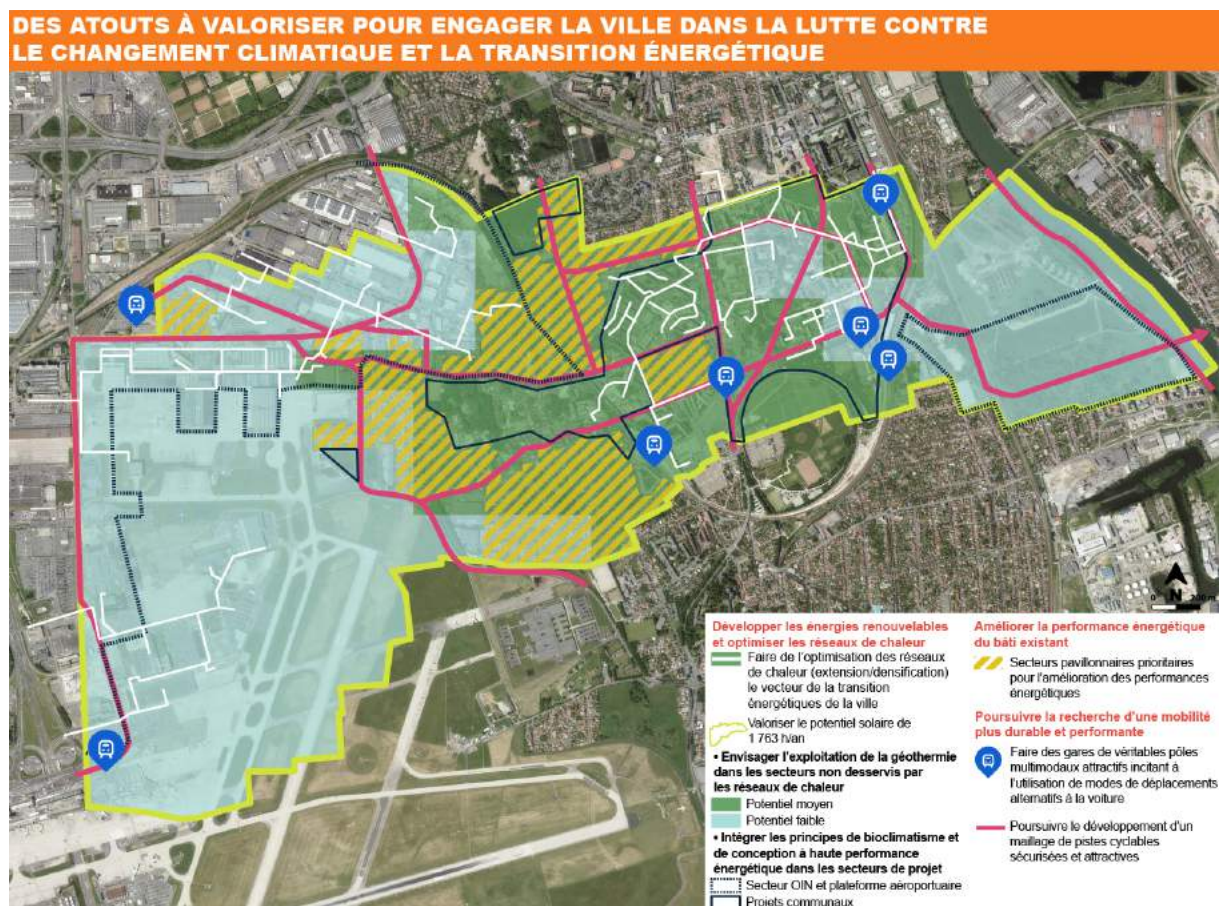 DES ATOUTS À VALORISER POUR ENGAGER LA VILLE DANS LA LUTTE CONTRE
LE CHANGEMENT CLIMATIQUE ET LA TRANSITION ÉNERGÉTIQUE
N
0 200 m
Développer les énergies renouvelables
et optimiser les réseaux de chaleur
Faire de l'optimisation des réseaux
de chaleur (extension/densification)
le vecteur de la transition
énergétiques de la ville
Valoriser le potentiel solaire de
1 763 h/an
• Envisager l'exploitation de la géothermie
dans les secteurs non desservis par
les réseaux de chaleur
Potentiel moyen
Potentiel faible
• Intégrer les principes de bioclimatisme et
de conception à haute performance
énergétique dans les secteurs de projet
Secteur OIN et plateforme aéroportuaire
Projets communaux
Améliorer la performance énergétique
du bâti existant
Secteurs pavillonnaires prioritaires
pour l'amélioration des performances
énergétiques
Poursuivre la recherche d'une mobilité
plus durable et performante
Faire des gares de véritables pôles
multimodaux attractifs incitant à
l'utilisation de modes de déplacements
alternatifs à la voiture
Poursuivre le développement d'un
maillage de pistes cyclables
sécurisées et attractives